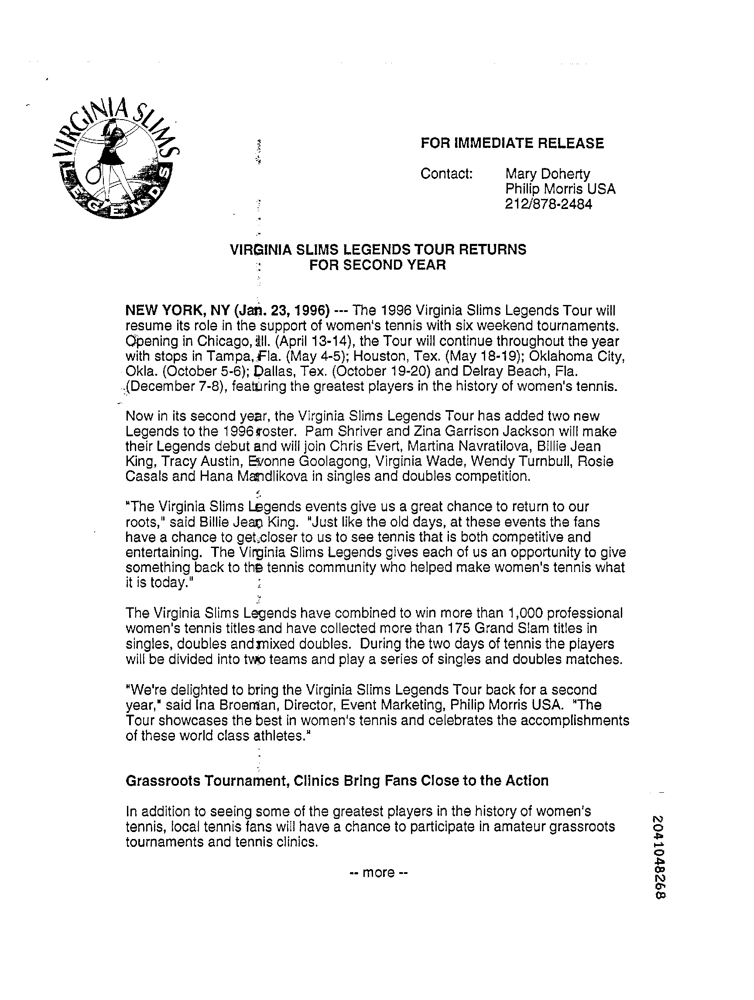 VIRGINIA SLIMS
LEGENDS
FOR IMMEDIATE RELEASE
Contact: Mary Doherty
Philip Morris USA
212/878-2484
VIRGINIA SLIMS LEGENDS TOUR RETURNS
FOR SECOND YEAR
NEW YORK, NY (Jan. 23, 1996) --- The 1996 Virginia Slims Legends Tour will
resume its role in the support of women's tennis with six weekend tournaments.
Opening in Chicago, Ill. (April 13-14), the Tour will continue throughout the year
with stops in Tampa, Fla. (May 4-5); Houston, Tex. (May 18-19); Oklahoma City,
Okla. (October 5-6); Dallas, Tex. (October 19-20) and Delray Beach, Fla.
(December 7-8), featuring the greatest players in the history of women's tennis.
Now in its second year, the Virginia Slims Legends Tour has added two new
Legends to the 1996 roster. Pam Shriver and Zina Garrison Jackson will make
their Legends debut and will join Chris Evert, Martina Navratilova, Billie Jean
King, Tracy Austin, Evonne Goolagong, Virginia Wade, Wendy Turnbull, Rosie
Casals and Hana Mandlikova in singles and doubles competition.
"The Virginia Slims Legends events give us a great chance to return to our
roots," said Billie Jean King. "Just like the old days, at these events the fans
have a chance to get closer to us to see tennis that is both competitive and
entertaining. The Virginia Slims Legends gives each of us an opportunity to give
something back to the tennis community who helped make women's tennis what
it is today."
The Virginia Slims Legends have combined to win more than 1,000 professional
women's tennis titles and have collected more than 175 Grand Slam titles in
singles, doubles and mixed doubles. During the two days of tennis the players
will be divided into two teams and play a series of singles and doubles matches.
"We're delighted to bring the Virginia Slims Legends Tour back for a second
year," said Ina Broeman, Director, Event Marketing, Philip Morris USA. "The
Tour showcases the best in women's tennis and celebrates the accomplishments
of these world class athletes."
Grassroots Tournament, Clinics Bring Fans Close to the Action
In addition to seeing some of the greatest players in the history of women's
tennis, local tennis fans will have a chance to participate in amateur grassroots
tournaments and tennis clinics.
-- more --
2041048268